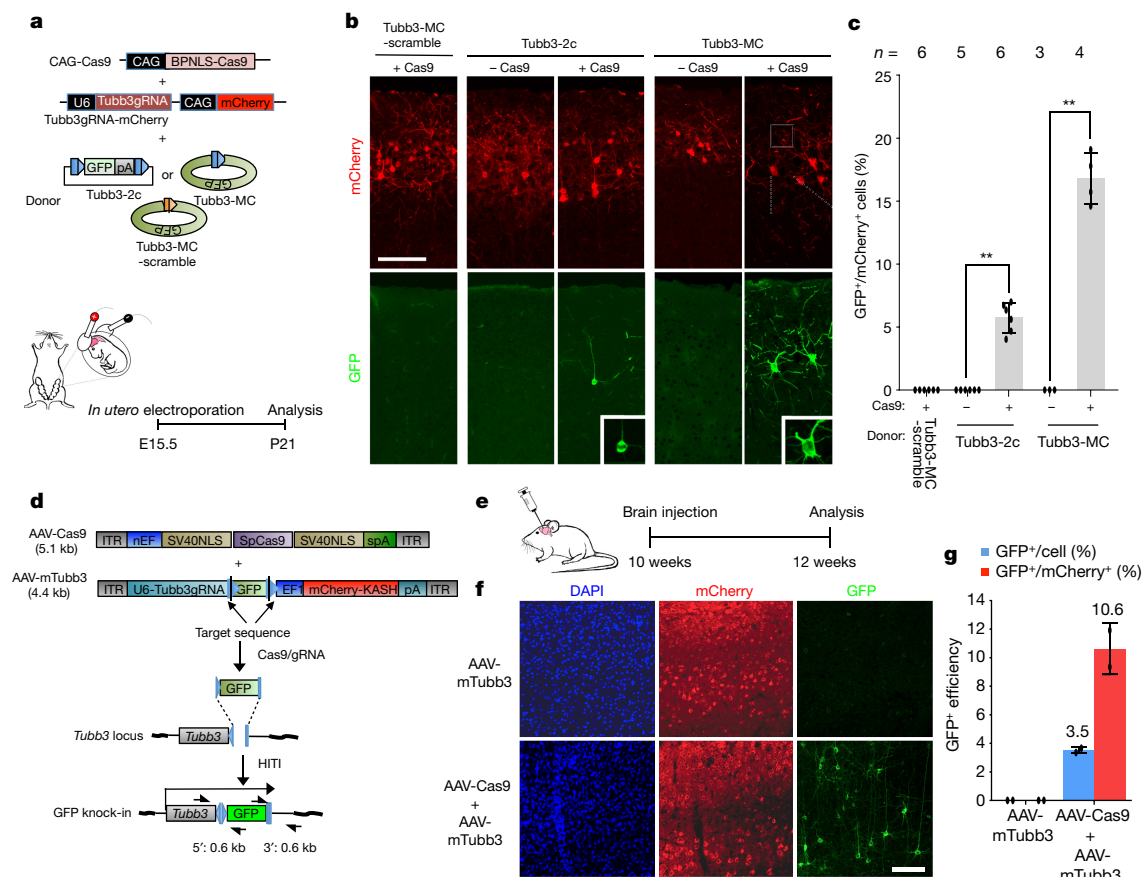 a
CAG-Cas9
CAG
BPNLS-Cas9
+
U6
Tubb3gRNA
CAG
mCherry
Tubb3gRNA-mCherry
+
GFP
pA
or
GFP
Tubb3-2c
Tubb3-MC
Donor
GFP
Tubb3-MC
-scramble
In utero electroporation
Analysis
E15.5
P21
b
Tubb3-MC
-scramble
Tubb3-2c
Tubb3-MC
+ Cas9
− Cas9
+ Cas9
− Cas9
+ Cas9
mCherry
GFP
c
n =
6
5
6
3
4
GFP+/mCherry+ cells (%)
25
20
15
10
5
0
**
**
Cas9:
+
−
+
−
+
Donor:
Tubb3-MC
-scramble
Tubb3-2c
Tubb3-MC
d
AAV-Cas9
(5.1 kb)
ITR
nEF
SV40NLS
SpCas9
SV40NLS
spA
ITR
+
AAV-mTubb3
(4.4 kb)
ITR
U6-Tubb3gRNA
GFP
EF1
mCherry-KASH
pA
ITR
Target sequence
Cas9/gRNA
GFP
Tubb3 locus
Tubb3
HITI
GFP knock-in
Tubb3
GFP
5′: 0.6 kb
3′: 0.6 kb
e
Brain injection
Analysis
10 weeks
12 weeks
f
DAPI
mCherry
GFP
AAV-
mTubb3
AAV-Cas9
+
AAV-
mTubb3
g
GFP+/cell (%)
GFP+/mCherry+ (%)
GFP+ efficiency
14
12
10
8
6
4
2
0
3.5
10.6
AAV-
mTubb3
AAV-Cas9
+
AAV-
mTubb3